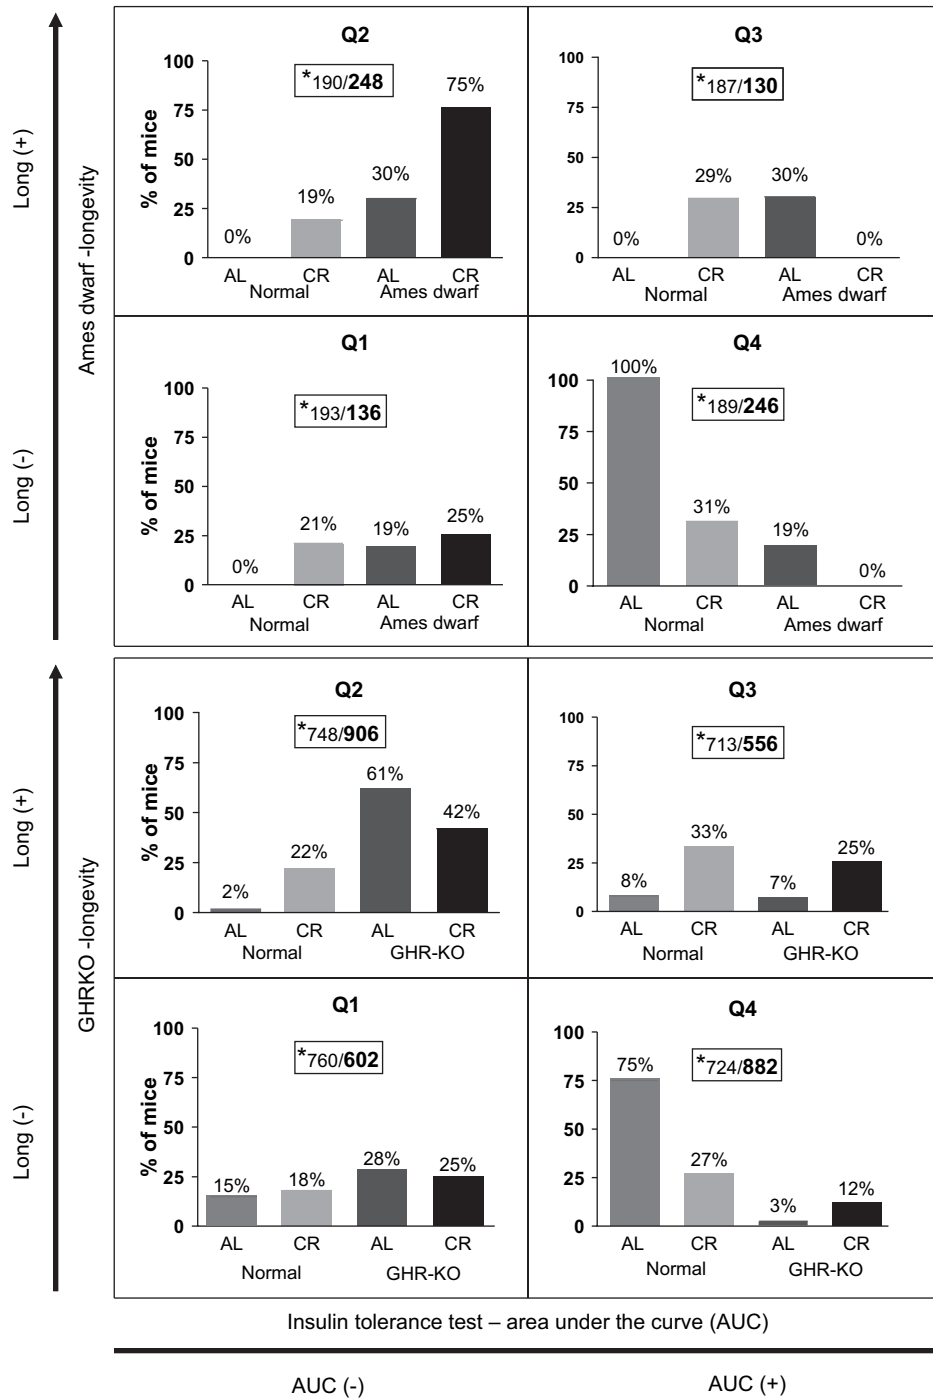 Ames dwarf -longevity
Long (+)
Long (-)
Q2
*190/248
% of mice
100
75
50
25
0
0%
19%
30%
75%
AL CR AL CR
Normal Ames dwarf
Q3
*187/130
100
75
50
25
0
0%
29%
30%
0%
AL CR AL CR
Normal Ames dwarf
Q1
*193/136
% of mice
100
75
50
25
0
0%
21%
19%
25%
AL CR AL CR
Normal Ames dwarf
Q4
*189/246
100
75
50
25
0
100%
31%
19%
0%
AL CR AL CR
Normal Ames dwarf
GHRKO -longevity
Long (+)
Long (-)
Q2
*748/906
% of mice
100
75
50
25
0
2%
22%
61%
42%
AL CR AL CR
Normal GHR-KO
Q3
*713/556
100
75
50
25
0
8%
33%
7%
25%
AL CR AL CR
Normal GHR-KO
Q1
*760/602
% of mice
100
75
50
25
0
15%
18%
28%
25%
AL CR AL CR
Normal GHR-KO
Q4
*724/882
100
75
50
25
0
75%
27%
3%
12%
AL CR AL CR
Normal GHR-KO
Insulin tolerance test – area under the curve (AUC)
AUC (-) AUC (+)